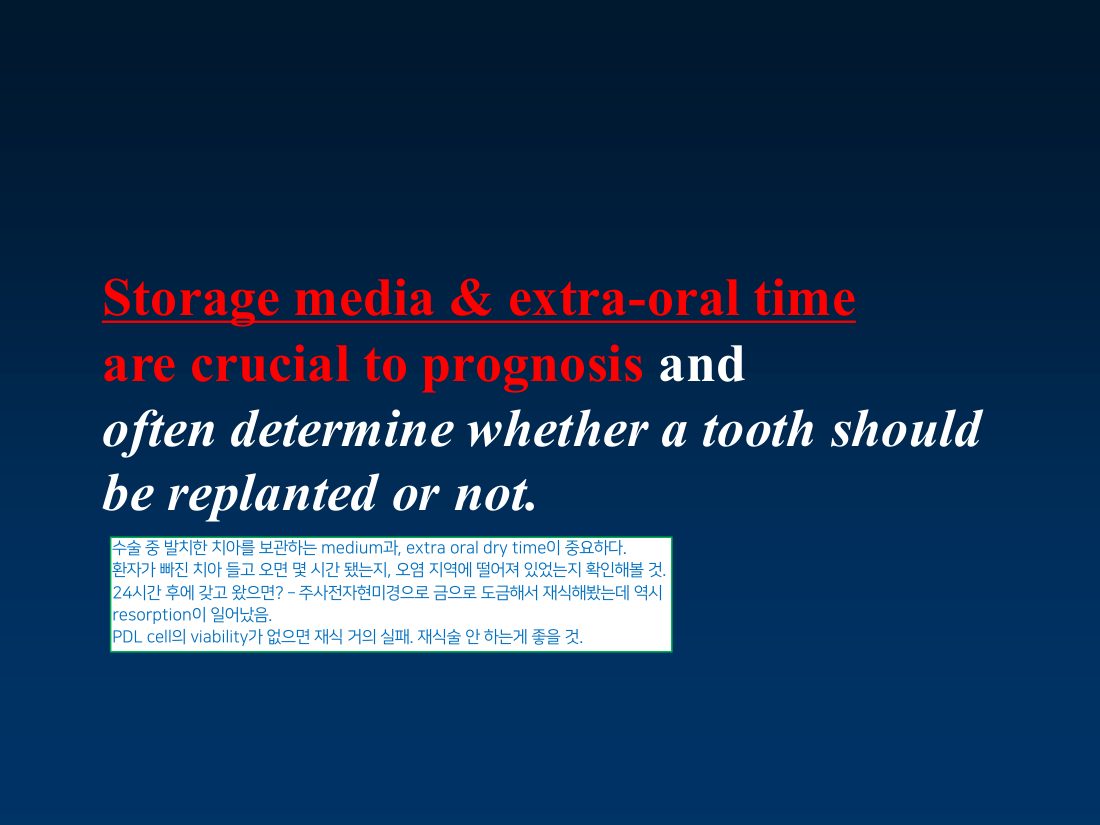 Storage media & extra-oral time
are crucial to prognosis and
often determine whether a tooth should
be replanted or not.
수술 중 발치한 치아를 보관하는 medium과, extra oral dry time이 중요하다.
환자가 빠진 치아 들고 오면 몇 시간 됐는지, 오염 지역에 떨어져 있었는지 확인해볼 것.
24시간 후에 갖고 왔으면? – 주사전자현미경으로 금으로 도금해서 재식해봤는데 역시
resorption이 일어났음.
PDL cell의 viability가 없으면 재식 거의 실패. 재식술 안 하는게 좋을 것.